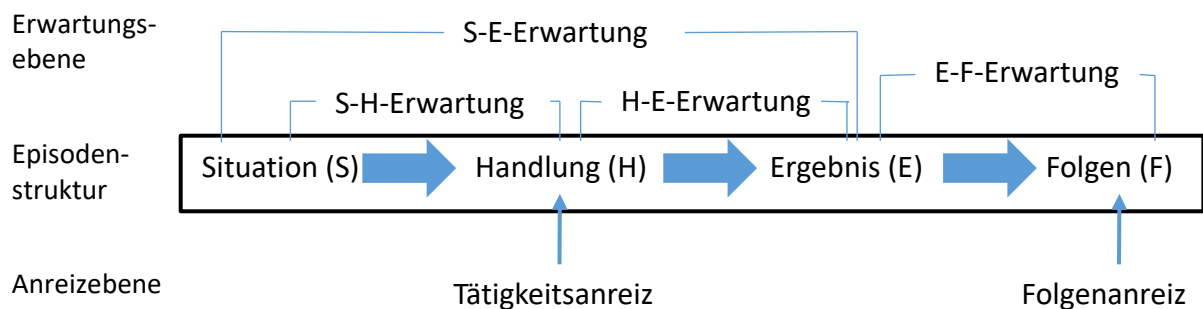 Erwartungs-
ebene
S-E-Erwartung
E-F-Erwartung
S-H-Erwartung
H-E-Erwartung
Episoden-
struktur
Situation (S)
Handlung (H)
Ergebnis (E)
Folgen (F)
Anreizebene
Tätigkeitsanreiz
Folgenanreiz